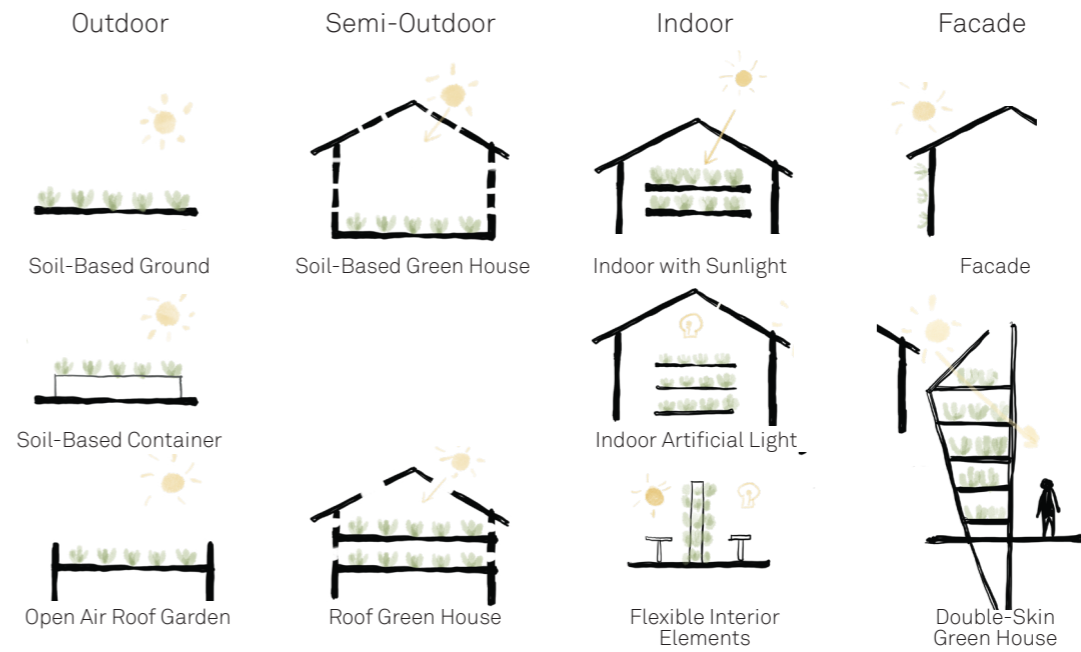 Outdoor
Semi-Outdoor
Indoor
Facade
Soil-Based Ground
Soil-Based Green House
Indoor with Sunlight
Facade
Soil-Based Container
Indoor Artificial Light
Open Air Roof Garden
Roof Green House
Flexible Interior
Elements
Double-Skin
Green House